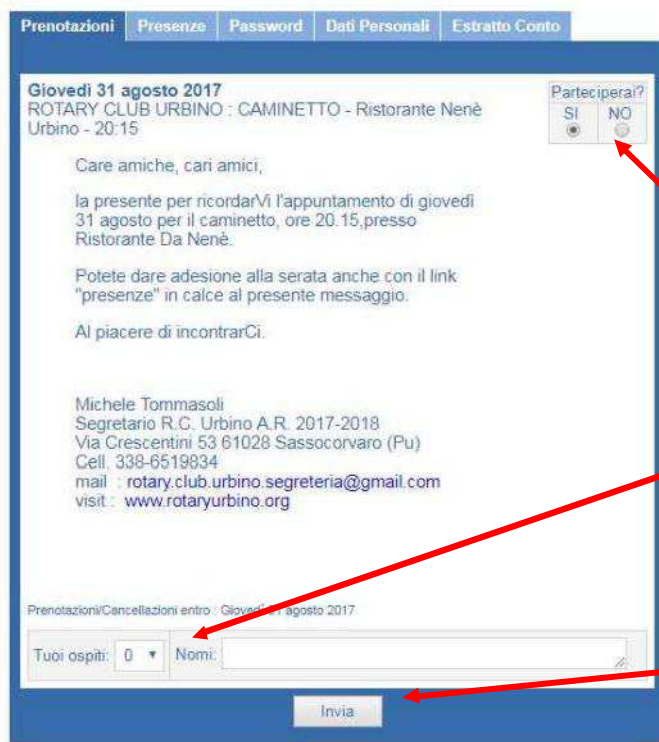 Prenotazioni Presenze Password Dati Personali Estratto Conto
Giovedì 31 agosto 2017
ROTARY CLUB URBINO : CAMINETTO - Ristorante Nenè
Urbino - 20:15
Parteciperai?
SI NO
Care amiche, cari amici,
la presente per ricordarVi l'appuntamento di giovedì
31 agosto per il caminetto, ore 20.15,presso
Ristorante Da Nenè.
Potete dare adesione alla serata anche con il link
"presenze" in calce al presente messaggio.
Al piacere di incontrarCi.
Michele Tommasoli
Segretario R.C. Urbino A.R. 2017-2018
Via Crescentini 53 61028 Sassocorvaro (Pu)
Cell. 338-6519834
mail : rotary.club.urbino.segreteria@gmail.com
visit : www.rotaryurbino.org
Prenotazioni/Cancellazioni entro : Giovedì 31 agosto 2017
Tuoi ospiti: 0 Nomi:
Invia